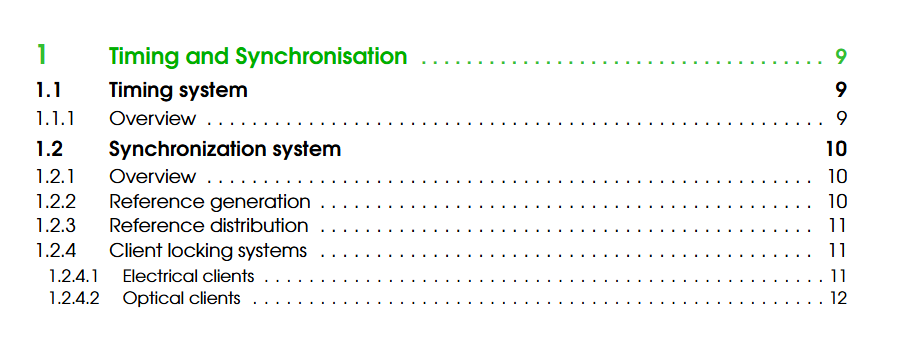 1 Timing and Synchronisation . . . . . . . . . . . . . . . . . . . . . . . . . . . . . . . . . . . . 9
1.1 Timing system 9
1.1.1 Overview . . . . . . . . . . . . . . . . . . . . . . . . . . . . . . . . . . . . . . . . . . . . . . . . . . . . . . . 9
1.2 Synchronization system 10
1.2.1 Overview . . . . . . . . . . . . . . . . . . . . . . . . . . . . . . . . . . . . . . . . . . . . . . . . . . . . . . 10
1.2.2 Reference generation . . . . . . . . . . . . . . . . . . . . . . . . . . . . . . . . . . . . . . . . . . . . 10
1.2.3 Reference distribution . . . . . . . . . . . . . . . . . . . . . . . . . . . . . . . . . . . . . . . . . . . . 11
1.2.4 Client locking systems . . . . . . . . . . . . . . . . . . . . . . . . . . . . . . . . . . . . . . . . . . . . 11
1.2.4.1 Electrical clients . . . . . . . . . . . . . . . . . . . . . . . . . . . . . . . . . . . . . . . . . . . . . . . . . . 11
1.2.4.2 Optical clients . . . . . . . . . . . . . . . . . . . . . . . . . . . . . . . . . . . . . . . . . . . . . . . . . . . 12